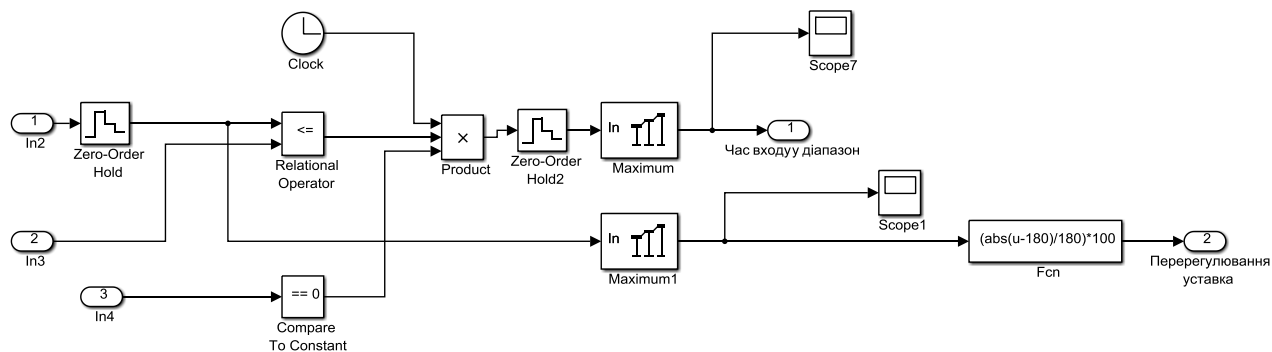 Clock
Scope7
1
In2
Zero-Order
Hold
<=
Relational
Operator
×
Product
Zero-Order
Hold2
In
Maximum
1
Час входуу діапазон
Scope1
2
In3
In
Maximum1
(abs(u-180)/180)*100
Fcn
2
Перерегулювання
уставка
3
In4
== 0
Compare
To Constant